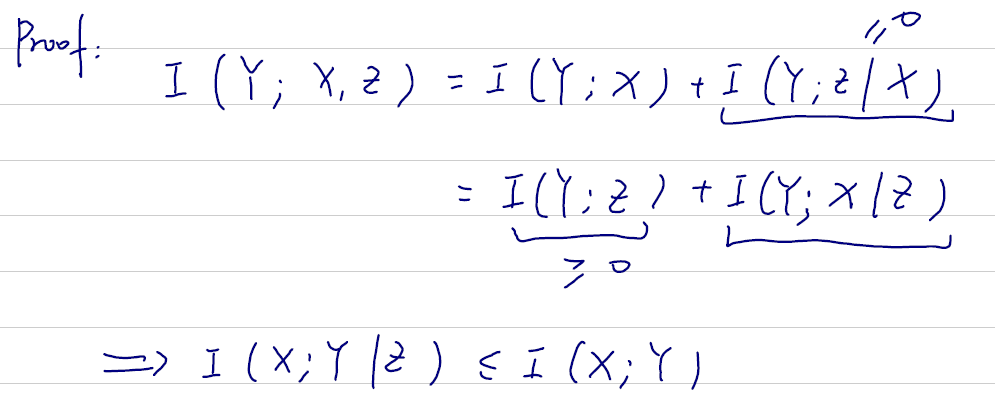 Proof:
// 0
I (Y; X, Z) = I (Y; X) + I (Y; Z | X)
= I (Y; Z) + I (Y; X | Z)
≥ 0
⟹ I (X; Y | Z) ≤ I (X; Y)